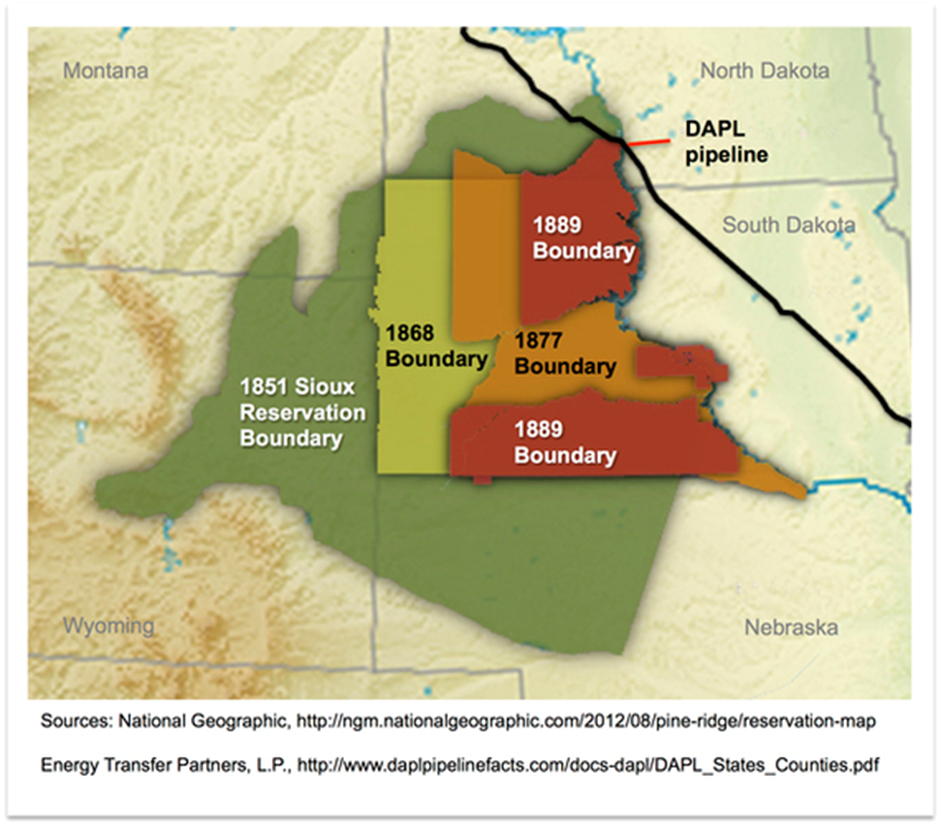 Montana
North Dakota
DAPL
pipeline
1889
Boundary
South Dakota
1868
Boundary
1877
Boundary
1851 Sioux
Reservation
Boundary
1889
Boundary
Wyoming
Nebraska
Sources: National Geographic, http://ngm.nationalgeographic.com/2012/08/pine-ridge/reservation-map
Energy Transfer Partners, L.P., http://www.daplpipelinefacts.com/docs-dapl/DAPL_States_Counties.pdf